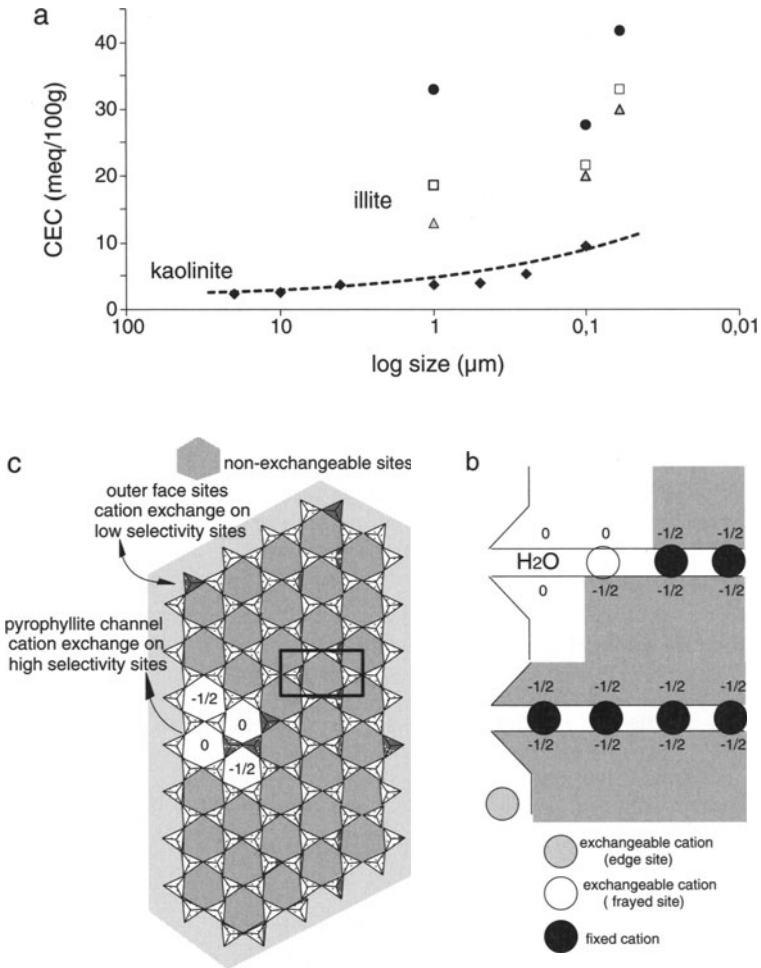 a
CEC (meq/100g)
40
30
20
10
0
illite
kaolinite
100
10
1
0,1
0,01
log size (µm)
c
non-exchangeable sites
outer face sites
cation exchange on
low selectivity sites
pyrophyllite channel
cation exchange on
high selectivity sites
-1/2
0
0
-1/2
b
0 0 -1/2 -1/2
H2O
0 -1/2 -1/2 -1/2
-1/2 -1/2 -1/2 -1/2
-1/2 -1/2 -1/2 -1/2
exchangeable cation
(edge site)
exchangeable cation
( frayed site)
fixed cation